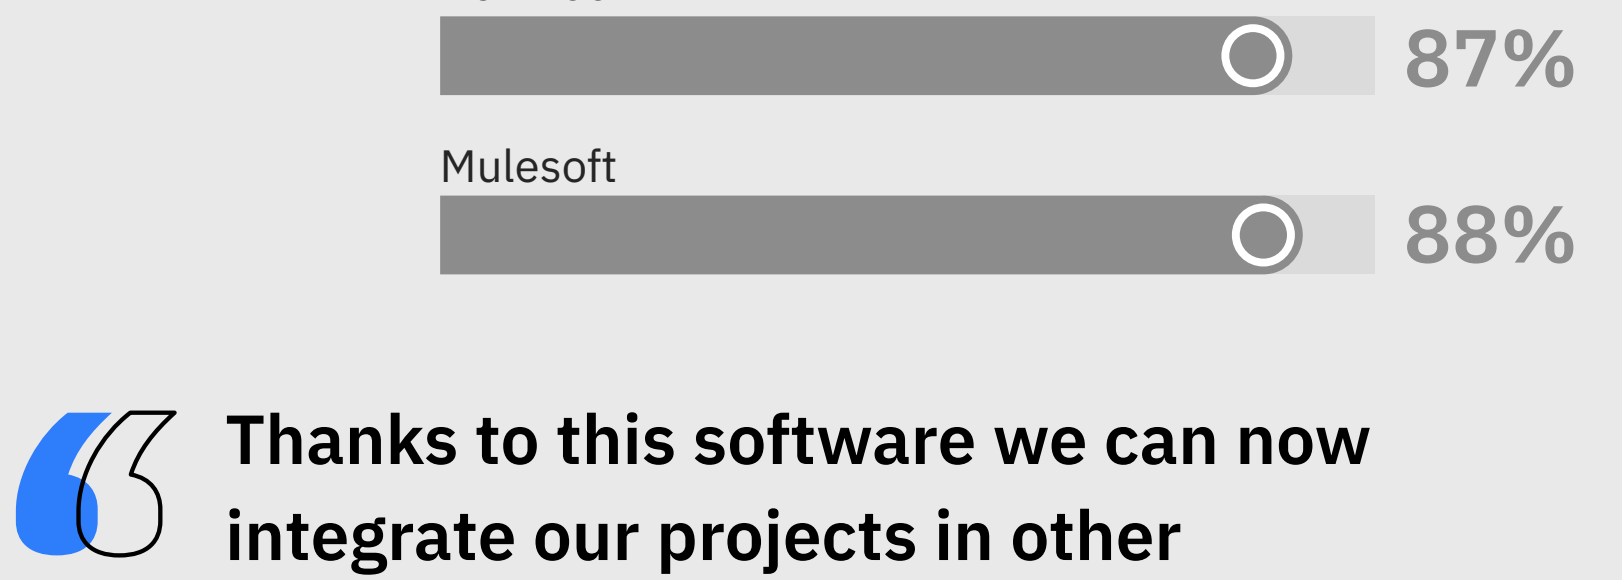 87%
Mulesoft
88%
Thanks to this software we can now
integrate our projects in other